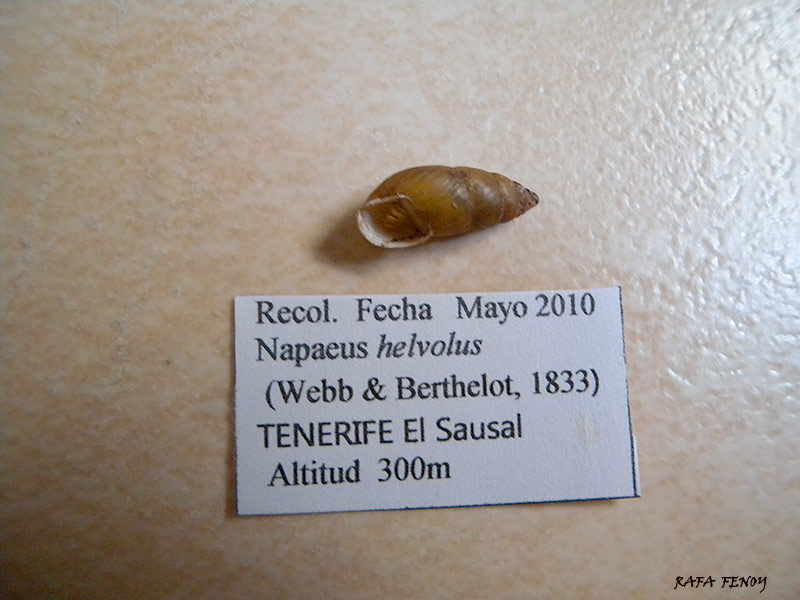 Recol. Fecha Mayo 2010
Napaeus helvolus
(Webb & Berthelot, 1833)
TENERIFE El Sausal
Altitud 300m
RAFA FENOY